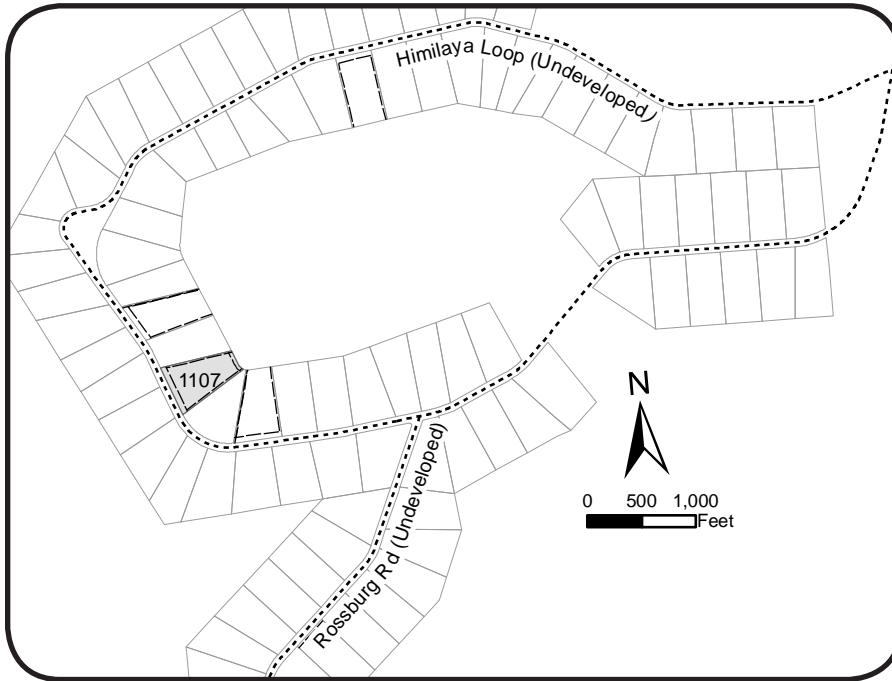 Himilaya Loop (Undeveloped)
1107
N
0 500 1,000
Feet
Rossburg Rd (Undeveloped)